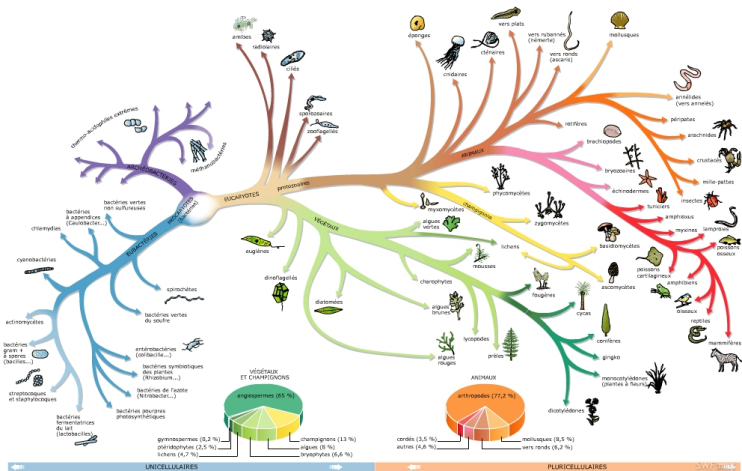 amibes
radiolaires
ciliés
sporozoaires
zooflagellés
éponges
cnidaires
cténaires
vers plats
vers rubannés
(némerte)
vers ronds
(ascaris)
mollusques
rotifères
annélides
(vers annelés)
péripates
arachnides
crustacés
mille-pattes
insectes
brachiopodes
bryozoaires
échinodermes
tuniciers
amphioxus
myxines
lamproies
poissons
osseux
poissons
cartilagineux
amphibiens
oiseaux
reptiles
mammifères
ANIMAUX
thermo-acidophiles extrêmes
méthanobactéries
ARCHÉOBACTÉRIES
PROCARYOTES
(bactéries)
EUBACTÉRIES
EUCARYOTES
protozoaires
champignons
phycomycètes
myxomycètes
zygomycètes
basidiomycètes
ascomycètes
lichens
VÉGÉTAUX
algues
vertes
mousses
euglènes
dinoflagellés
diatomées
charophytes
algues
brunes
algues
rouges
lycopodes
prêles
fougères
cycas
conifères
gingko
monocotylédones
(plantes à fleurs)
dicotylédones
bactéries vertes
non sulfureuses
bactéries
à appendices
(Caulobacter...)
chlamydies
cyanobactéries
actinomycètes
bactéries
gram +
à spores
(bacilles...)
streptocoques
et staphylocoques
bactéries
fermentatrices
du lait
(lactobacilles)
spirochètes
bactéries vertes
du soufre
entérobactéries
(colibacille...)
bactéries symbiotiques
des plantes
(Rhizobium...)
bactéries de l'azote
(Nitrobacter...)
bactéries pourpres
photosynthétiques
VÉGÉTAUX
ET CHAMPIGNONS
angiospermes (65 %)
gymnospermes (0,2 %)
ptéridophytes (2,5 %)
lichens (4,7 %)
champignons (13 %)
algues (8 %)
bryophytes (6,6 %)
ANIMAUX
arthropodes (77,2 %)
cordés (3,5 %)
autres (4,6 %)
mollusques (8,5 %)
vers ronds (6,2 %)
UNICELLULAIRES
PLURICELLULAIRES